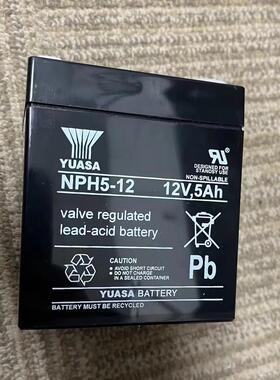 YUASA
DESIGNED FOR
STANDBY USE
NON-SPILLABLE
NPH5-12 12V,5Ah
valve regulated
lead-acid battery
CAUTION :
● AVOID SHORT CIRCUIT
● DO NOT CHARGE
IN A SEALED CONTAINER
Pb
YUASA BATTERY
BATTERY MUST BE RECYCLED